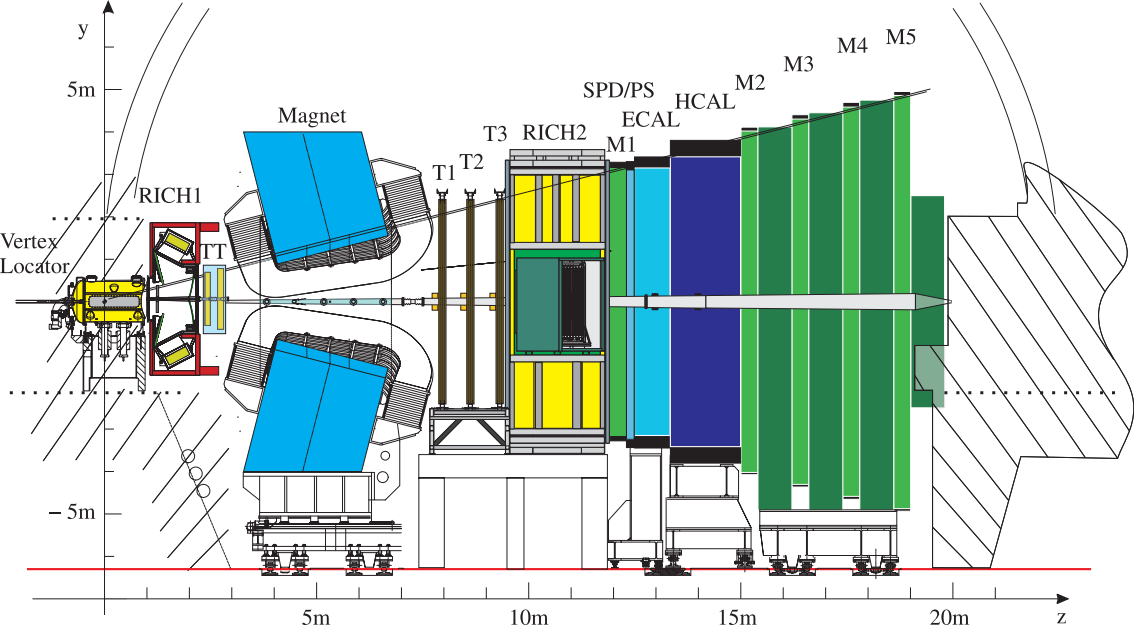 y
5m
Vertex
Locator
RICH1
TT
Magnet
T1
T2
T3
RICH2
M1
SPD/PS
ECAL
HCAL
M2
M3
M4
M5
− 5m
5m
10m
15m
20m
z